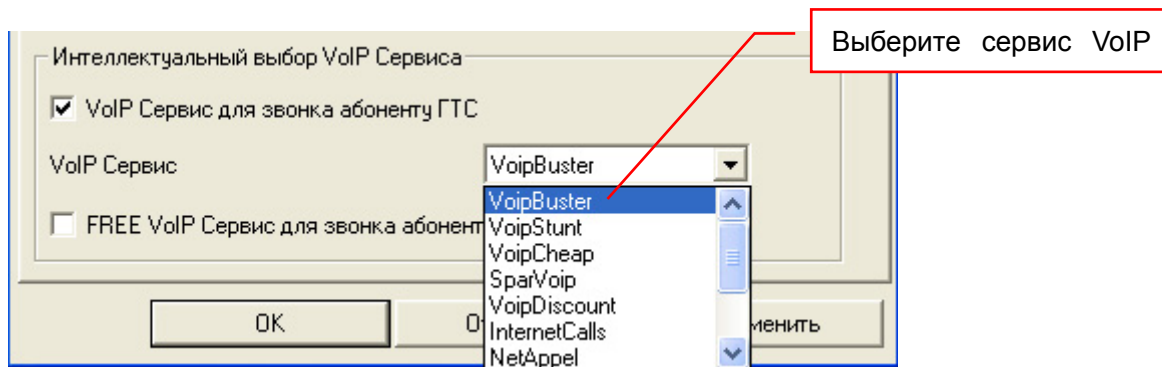 Выберите сервис VoIP
Интеллектуальный выбор VoIP Сервиса
VoIP Сервис для звонка абоненту ГТС
VoIP Сервис
VoipBuster
VoipBuster
FREE VoIP Сервис для звонка абонент
VoipStunt
VoipCheap
SparVoip
VoipDiscount
InternetCalls
NetAppel
OK
От
менить